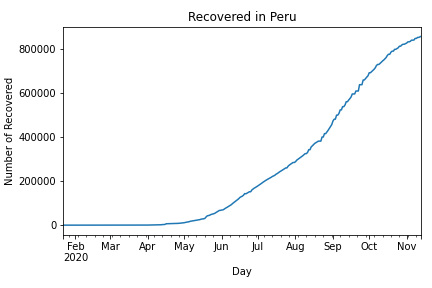 Recovered in Peru
Number of Recovered
800000
600000
400000
200000
0
Feb Mar Apr May Jun Jul Aug Sep Oct Nov
2020
Day